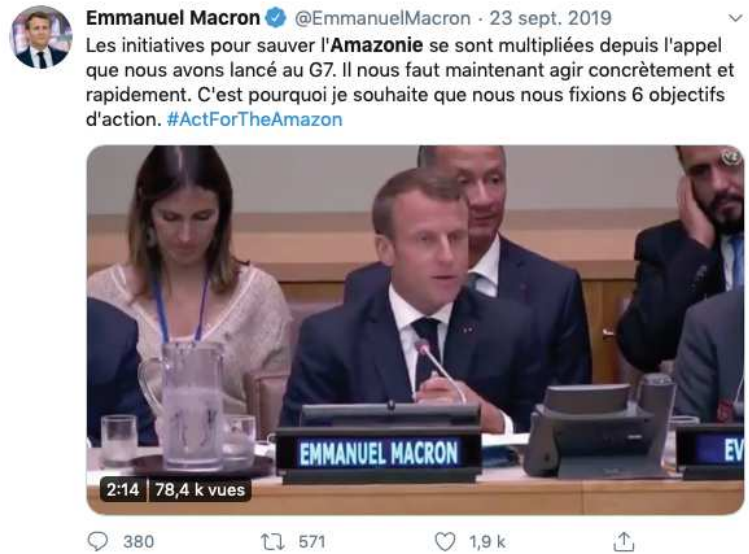 Emmanuel Macron @EmmanuelMacron · 23 sept. 2019
Les initiatives pour sauver l'Amazonie se sont multipliées depuis l'appel
que nous avons lancé au G7. Il nous faut maintenant agir concrètement et
rapidement. C'est pourquoi je souhaite que nous nous fixions 6 objectifs
d'action. #ActForTheAmazon
EMMANUEL MACRON
EV
2:14 78,4 k vues
380 571 1,9 k